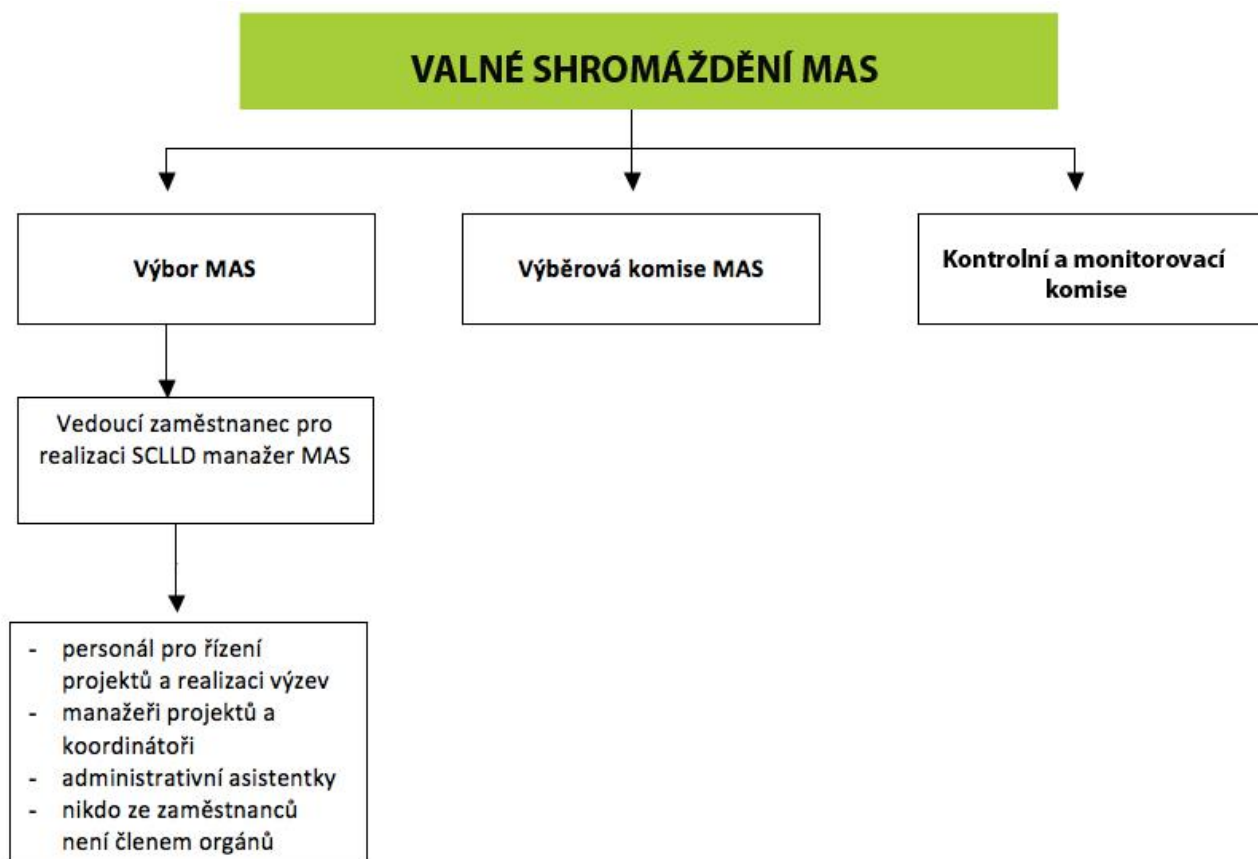 VALNÉ SHROMÁŽDĚNÍ MAS
Výbor MAS
Výběrová komise MAS
Kontrolní a monitorovací
komise
Vedoucí zaměstnanec pro
realizaci SCLLD manažer MAS
- personál pro řízení
projektů a realizaci výzev
- manažeři projektů a
koordinátoři
- administrativní asistentky
- nikdo ze zaměstnanců
není členem orgánů